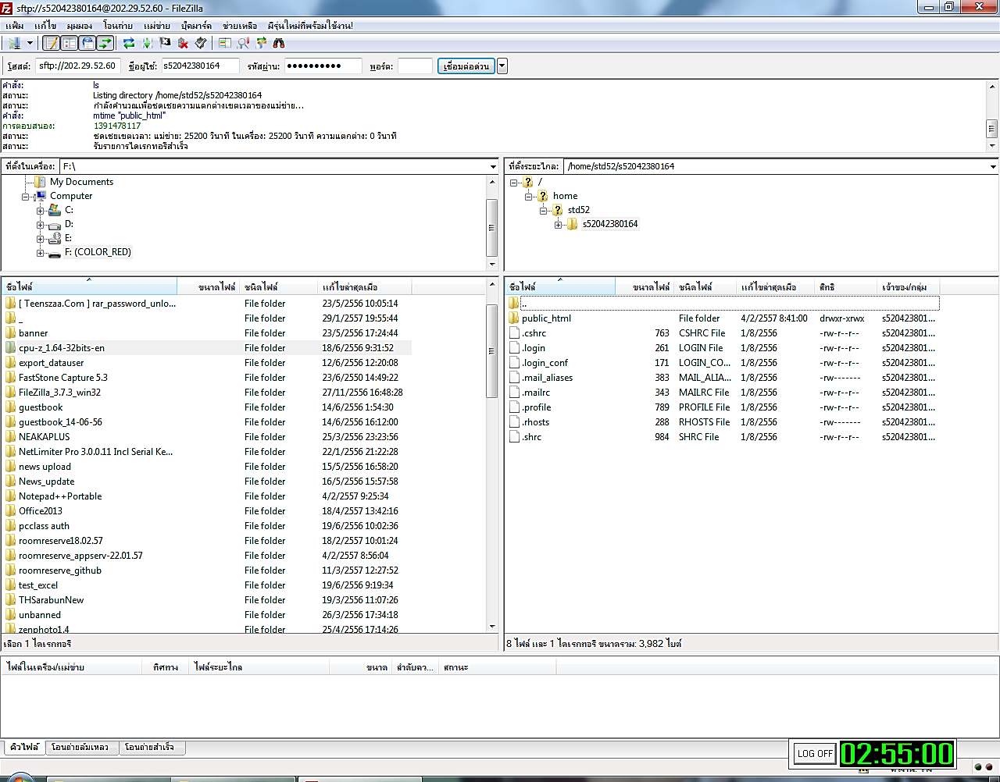 sftp://s52042380164@202.29.52.60 - FileZilla
แฟ้ม แก้ไข มุมมอง โอนถ่าย แม่ข่าย บุ๊คมาร์ค ช่วยเหลือ มีรุ่นใหม่ที่พร้อมใช้งาน!
โฮสต์: sftp://202.29.52.60 ชื่อผู้ใช้: s52042380164 รหัสผ่าน: ●●●●●●●●●● พอร์ต: เชื่อมต่อด่วน
คำสั่ง: ls
สถานะ: Listing directory /home/std52/s52042380164
สถานะ: กำลังคำนวณเพื่อชดเชยความแตกต่างเขตเวลาของแม่ข่าย...
คำสั่ง: mtime "public_html"
การตอบสนอง: 1391478117
สถานะ: ชดเชยเขตเวลา: แม่ข่าย: 25200 วินาที ในเครื่อง: 25200 วินาที ความแตกต่าง: 0 วินาที
สถานะ: รับรายการไดเรกทอรีสำเร็จ
ที่ตั้งในเครื่อง: F:\
My Documents
Computer
C:
D:
E:
F: (COLOR_RED)
ที่ตั้งระยะไกล: /home/std52/s52042380164
/
home
std52
s52042380164
ชื่อไฟล์ ขนาดไฟล์ ชนิดไฟล์ แก้ไขล่าสุดเมื่อ
[ Teenszaa.Com ] rar_password_unlo... File folder 23/5/2556 10:05:14
_ File folder 29/1/2557 19:55:44
banner File folder 23/5/2556 17:24:44
cpu-z_1.64-32bits-en File folder 18/6/2556 9:31:52
export_datauser File folder 12/6/2556 12:20:08
FastStone Capture 5.3 File folder 23/6/2550 14:49:22
FileZilla_3.7.3_win32 File folder 27/11/2556 16:48:28
guestbook File folder 14/6/2556 1:54:30
guestbook_14-06-56 File folder 14/6/2556 16:12:00
NEAKAPLUS File folder 25/3/2556 23:23:56
NetLimiter Pro 3.0.0.11 Incl Serial Ke... File folder 22/1/2556 21:22:28
news upload File folder 15/5/2556 16:58:20
News_update File folder 16/5/2556 15:57:58
Notepad++Portable File folder 4/2/2557 9:25:34
Office2013 File folder 18/4/2557 13:42:16
pcclass auth File folder 19/6/2556 10:02:36
roomreserve18.02.57 File folder 18/2/2557 10:01:24
roomreserve_appserv-22.01.57 File folder 4/2/2557 8:56:04
roomreserve_github File folder 11/3/2557 12:27:52
test_excel File folder 19/6/2556 9:19:34
THSarabunNew File folder 19/3/2556 11:07:26
unbanned File folder 26/3/2556 17:34:18
zenphoto1.4 File folder 25/4/2556 17:14:26
เลือก 1 ไดเรกทอรี
ชื่อไฟล์ ขนาดไฟล์ ชนิดไฟล์ แก้ไขล่าสุดเมื่อ สิทธิ เจ้าของ/กลุ่ม
..
public_html File folder 4/2/2557 8:41:00 drwxr-xrwx s520423801...
.cshrc 763 CSHRC File 1/8/2556 -rw-r--r-- s520423801...
.login 261 LOGIN File 1/8/2556 -rw-r--r-- s520423801...
.login_conf 171 LOGIN_CO... 1/8/2556 -rw-r--r-- s520423801...
.mail_aliases 383 MAIL_ALIA... 1/8/2556 -rw------- s520423801...
.mailrc 343 MAILRC File 1/8/2556 -rw-r--r-- s520423801...
.profile 789 PROFILE File 1/8/2556 -rw-r--r-- s520423801...
.rhosts 288 RHOSTS File 1/8/2556 -rw------- s520423801...
.shrc 984 SHRC File 1/8/2556 -rw-r--r-- s520423801...
8 ไฟล์ และ 1 ไดเรกทอรี ขนาดรวม: 3,982 ไบต์
ไฟล์ในเครื่อง/แม่ข่าย ทิศทาง ไฟล์ระยะไกล ขนาด ลำดับคว... สถานะ
คิวไฟล์ โอนถ่ายล้มเหลว โอนถ่ายสำเร็จ
LOG OFF 02:55:00